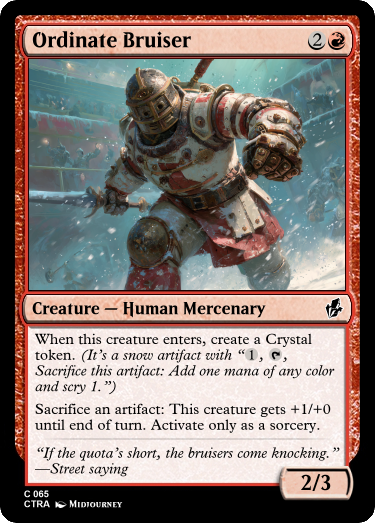 Ordinate Bruiser 2
Creature — Human Mercenary
When this creature enters, create a Crystal
token. (It's a snow artifact with “1, ,
Sacrifice this artifact: Add one mana of any color
and scry 1.”)
Sacrifice an artifact: This creature gets +1/+0
until end of turn. Activate only as a sorcery.
“If the quota's short, the bruisers come knocking.”
—Street saying
2/3
C 065
CTRA Midjourney